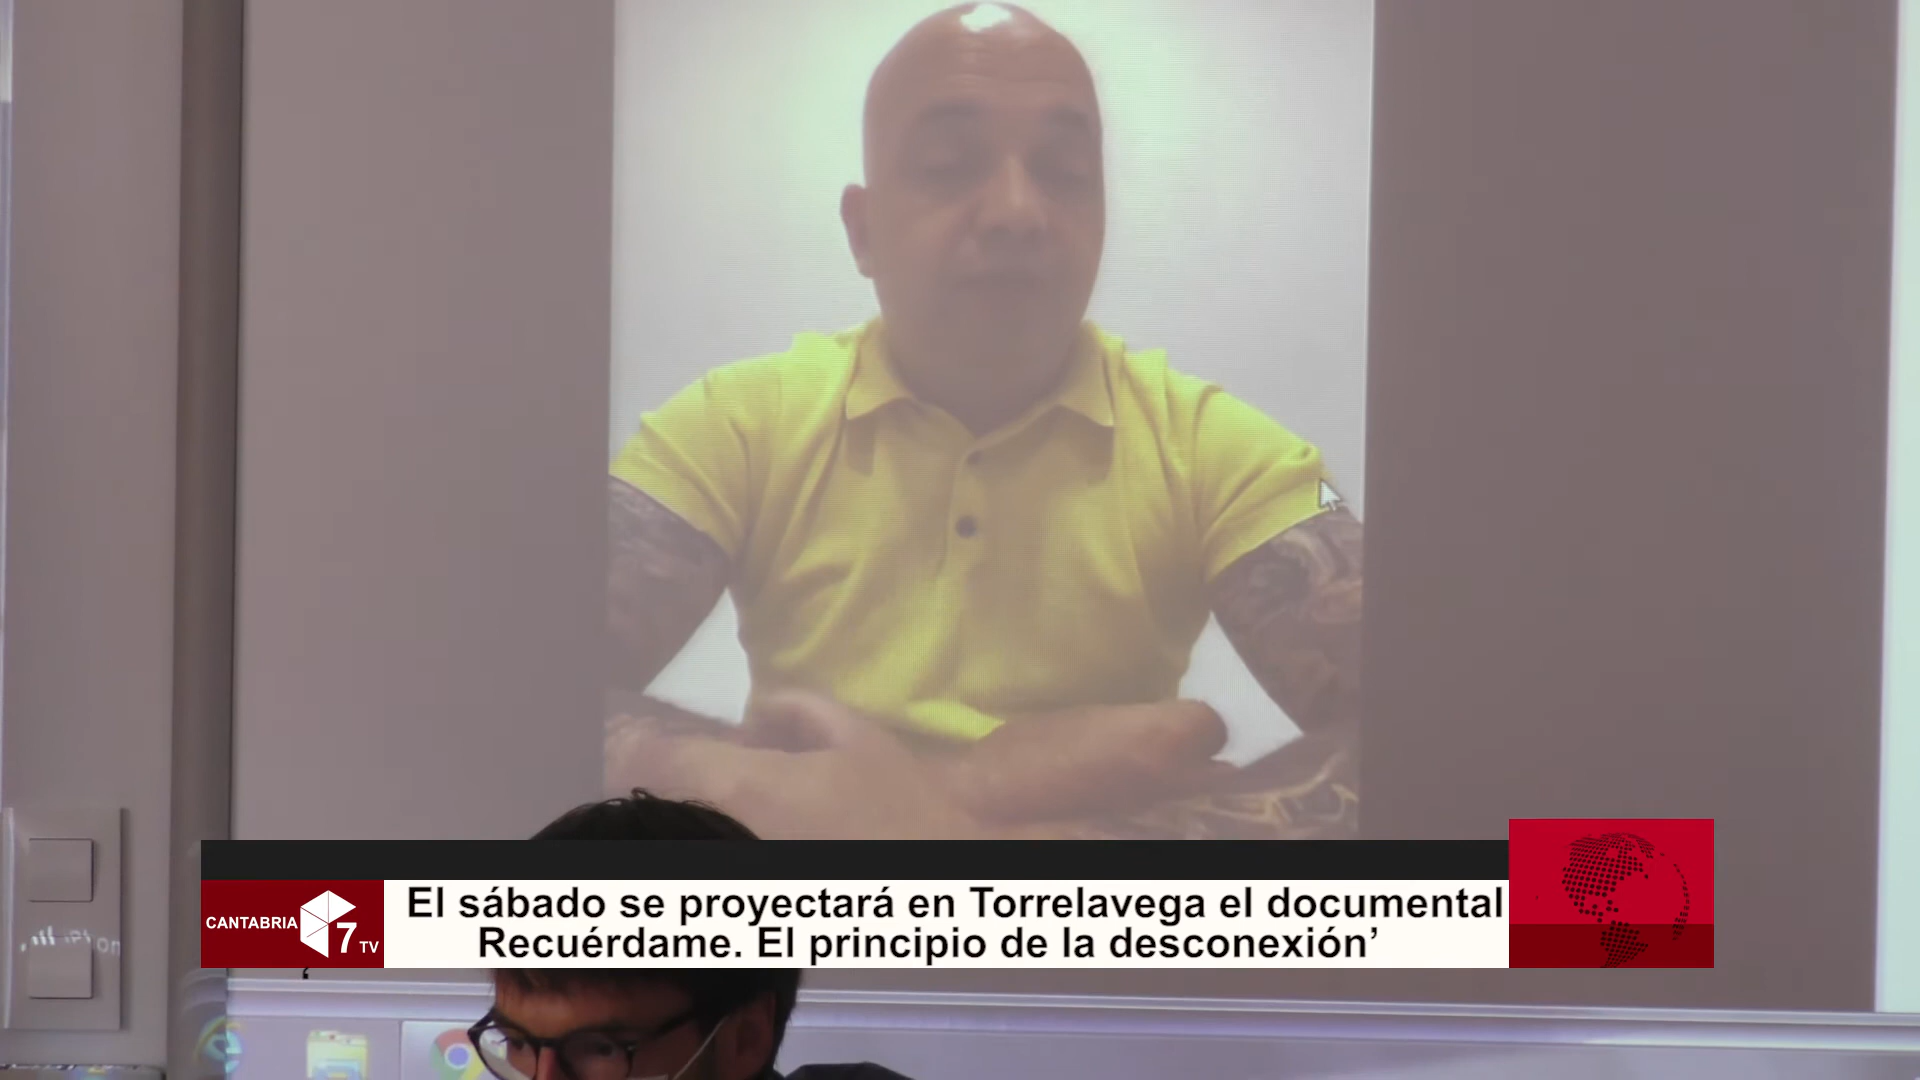 El sábado se proyectará en Torrelavega el documental
Recuérdame. El principio de la desconexión’
‘
CANTABRIA 7 TV